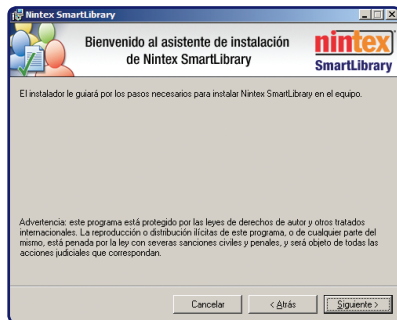 Nintex SmartLibrary
Bienvenido al asistente de instalación
de Nintex SmartLibrary
nintex
SmartLibrary
El instalador le guiará por los pasos necesarios para instalar Nintex SmartLibrary en el equipo.
Advertencia: este programa está protegido por las leyes de derechos de autor y otros tratados
internacionales. La reproducción o distribución ilícitas de este programa, o de cualquier parte del
mismo, está penada por la ley con severas sanciones civiles y penales, y será objeto de todas las
acciones judiciales que correspondan.
Cancelar
< Atrás
Siguiente >